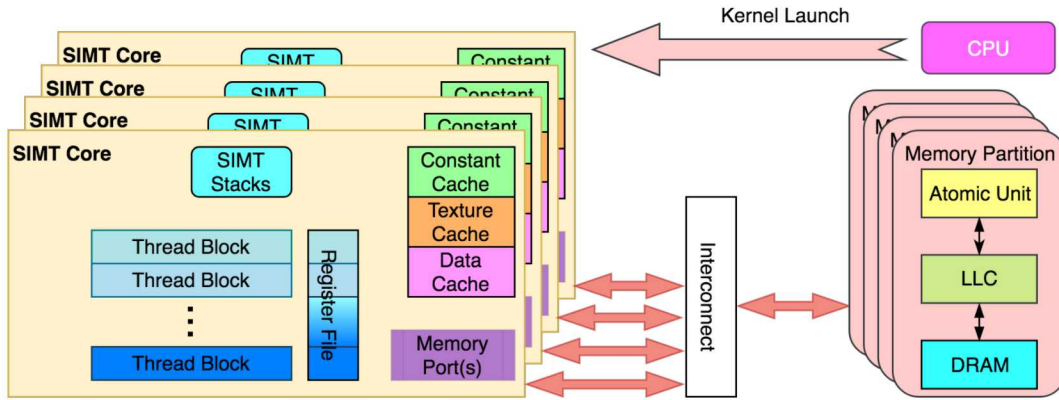 Kernel Launch
CPU
SIMT Core
SIMT
Constant
SIMT Core
SIMT
Constant
SIMT Core
SIMT
Constant
SIMT Core
SIMT
Stacks
Constant
Cache
Texture
Cache
Data
Cache
Thread Block
Thread Block
Thread Block
Register File
Memory
Port(s)
Interconnect
M
M
M
Memory Partition
Atomic Unit
LLC
DRAM